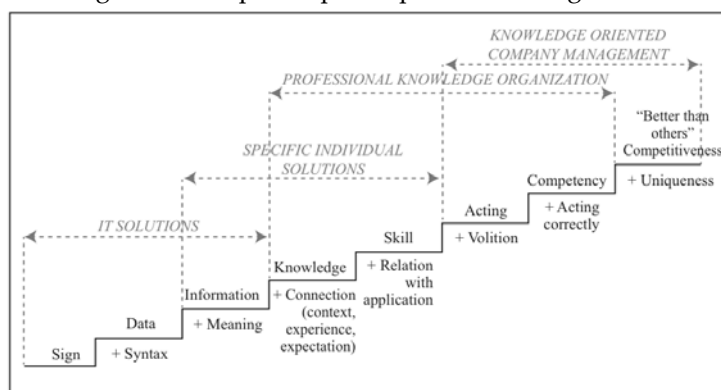 KNOWLEDGE ORIENTED
COMPANY MANAGEMENT
PROFESSIONAL KNOWLEDGE ORGANIZATION
"Better than
others"
Competitiveness
SPECIFIC INDIVIDUAL
SOLUTIONS
Competency
+ Uniqueness
IT SOLUTIONS
Acting
+ Acting
correctly
Skill
+ Volition
Knowledge
+ Relation
with
application
Information
+ Connection
(context,
experience,
expectation)
Data
+ Meaning
Sign
+ Syntax